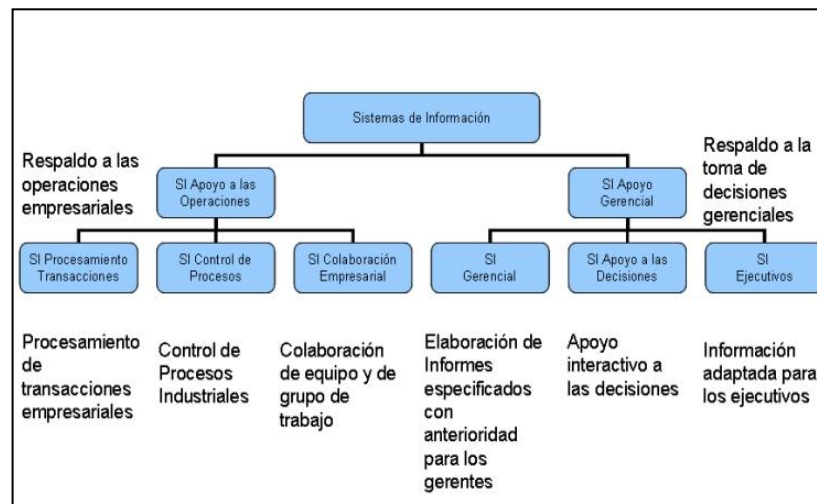 Sistemas de Información
Respaldo a las
operaciones
empresariales
SI Apoyo a las
Operaciones
SI Apoyo
Gerencial
Respaldo a la
toma de
decisiones
gerenciales
SI Procesamiento
Transacciones
SI Control de
Procesos
SI Colaboración
Empresarial
SI
Gerencial
SI Apoyo a las
Decisiones
SI
Ejecutivos
Procesamiento
de
transacciones
empresariales
Control de
Procesos
Industriales
Colaboración
de equipo y de
grupo de
trabajo
Elaboración de
Informes
especificados
con
anterioridad
para los
gerentes
Apoyo
interactivo a
las decisiones
Información
adaptada para
los ejecutivos